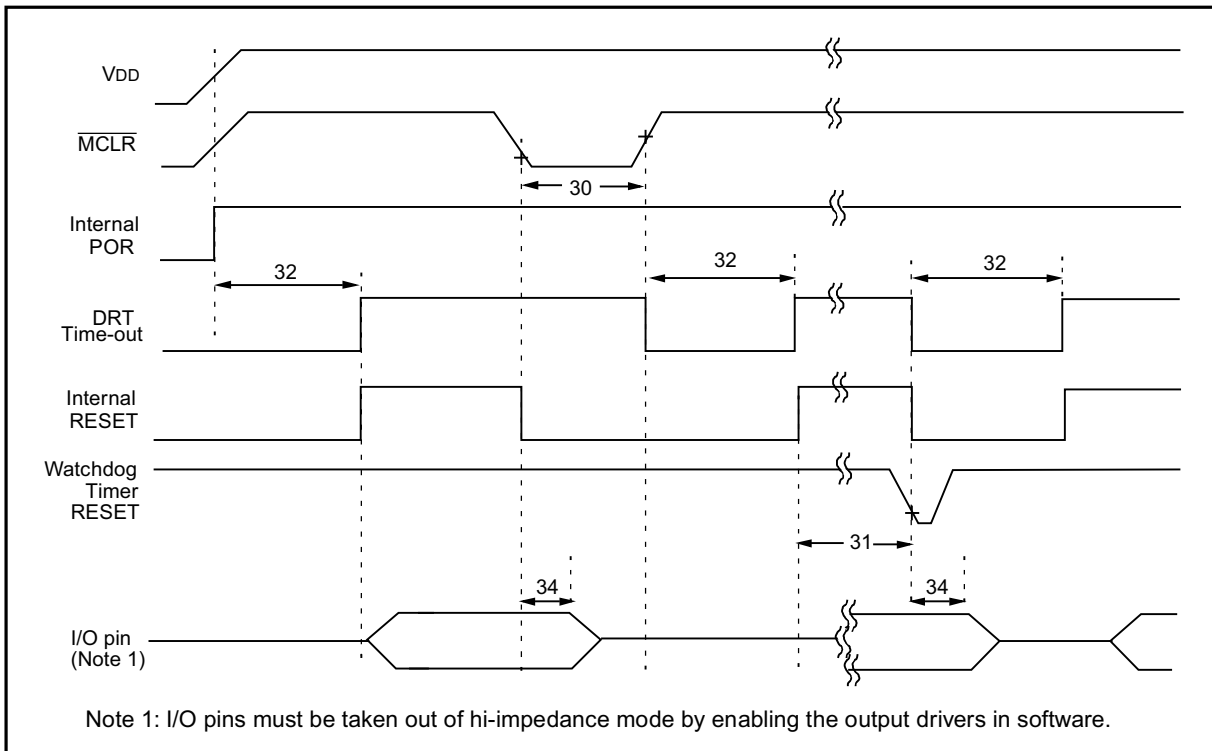 VDD
MCLR
30
Internal
POR
32
32
32
DRT
Time-out
Internal
RESET
Watchdog
Timer
RESET
31
34
34
I/O pin
(Note 1)
Note 1: I/O pins must be taken out of hi-impedance mode by enabling the output drivers in software.